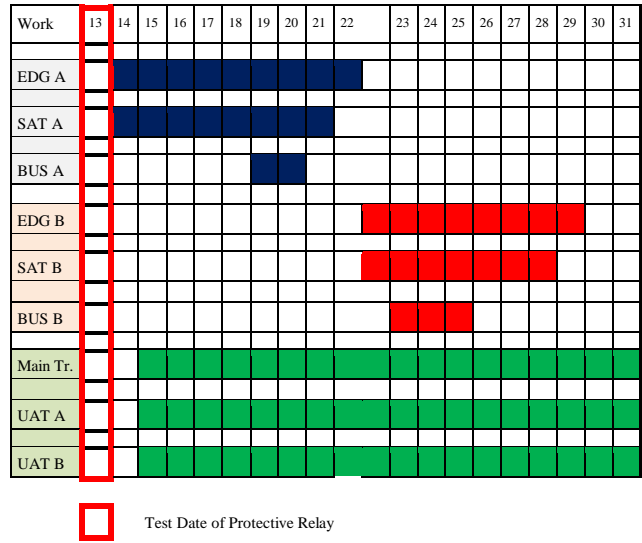 Work 13 14 15 16 17 18 19 20 21 22 23 24 25 26 27 28 29 30 31
EDG A
SAT A
BUS A
EDG B
SAT B
BUS B
Main Tr.
UAT A
UAT B
Test Date of Protective Relay